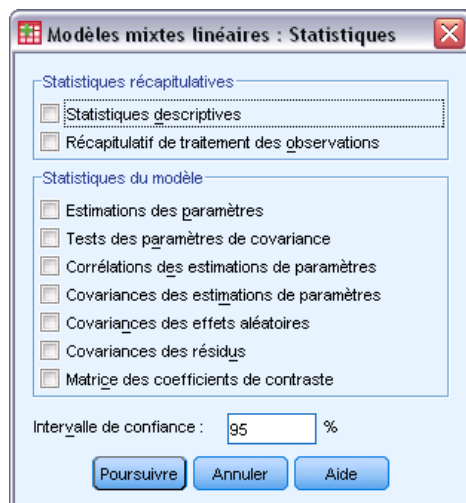 Modèles mixtes linéaires : Statistiques
Statistiques récapitulatives
Statistiques descriptives
Récapitulatif de traitement des observations
Statistiques du modèle
Estimations des paramètres
Tests des paramètres de covariance
Corrélations des estimations de paramètres
Covariances des estimations de paramètres
Covariances des effets aléatoires
Covariances des résidus
Matrice des coefficients de contraste
Intervalle de confiance : 95 %
Poursuivre Annuler Aide